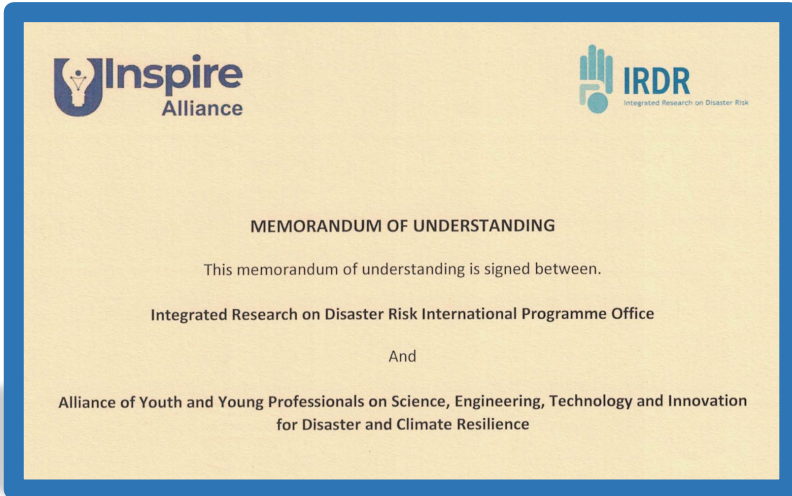 UInspire
Alliance
IRDR
Integrated Research on Disaster Risk
MEMORANDUM OF UNDERSTANDING
This memorandum of understanding is signed between.
Integrated Research on Disaster Risk International Programme Office
And
Alliance of Youth and Young Professionals on Science, Engineering, Technology and Innovation
for Disaster and Climate Resilience